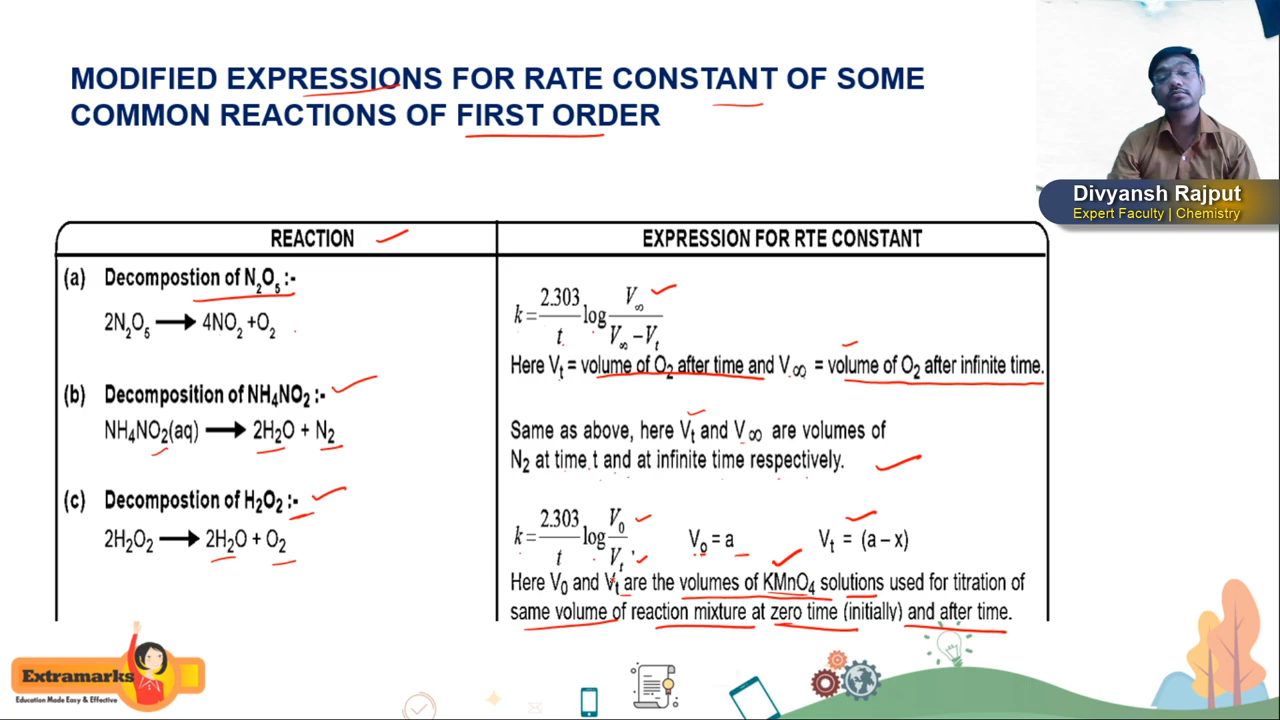 MODIFIED EXPRESSIONS FOR RATE CONSTANT OF SOME
COMMON REACTIONS OF FIRST ORDER
Divyansh Rajput
Expert Faculty | Chemistry
REACTION
EXPRESSION FOR RTE CONSTANT
(a) Decompostion of N₂O₅ :-
2N₂O₅ → 4NO₂ +O₂
k = 2.303/t log V∞/(V∞ – Vt)
Here Vt = volume of O₂ after time and V∞ = volume of O₂ after infinite time.
(b) Decomposition of NH₄NO₂ :-
NH₄NO₂(aq) → 2H₂O + N₂
Same as above, here Vt and V∞ are volumes of
N₂ at time t and at infinite time respectively.
(c) Decompostion of H₂O₂ :-
2H₂O₂ → 2H₂O + O₂
k = 2.303/t log V₀/Vt , V₀ = a Vt = (a – x)
Here V₀ and Vt are the volumes of KMnO₄ solutions used for titration of
same volume of reaction mixture at zero time (initially) and after time.
Extramarks
Education Made Easy & Effective